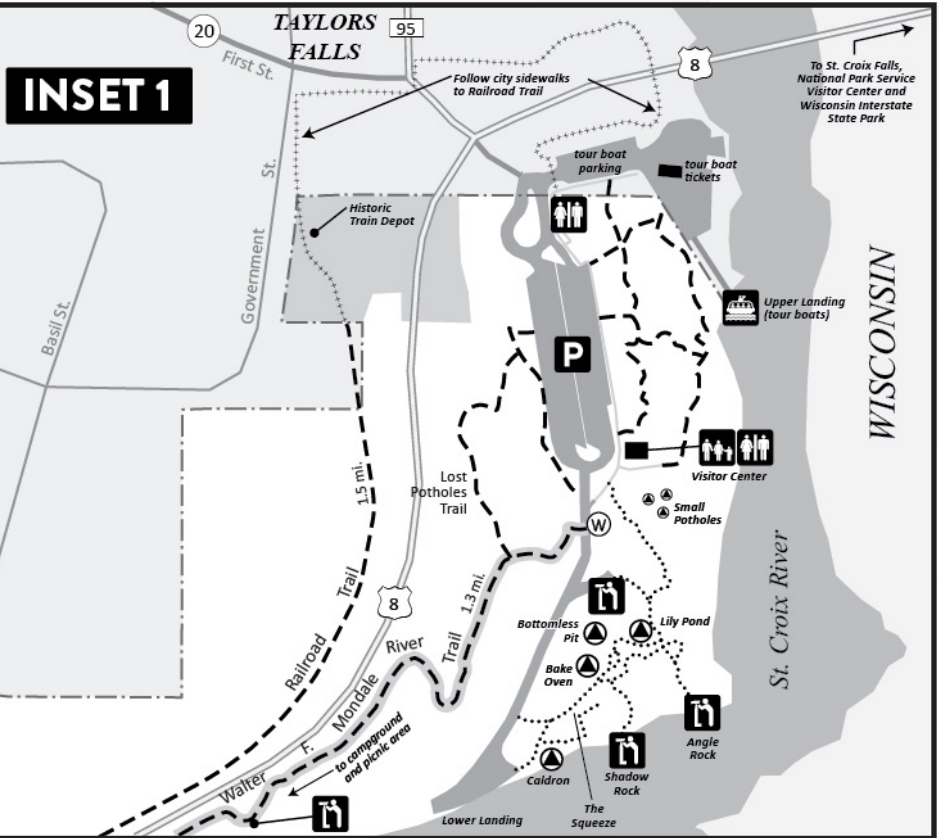 INSET 1
20
TAYLORS
FALLS
95
First St.
8
To St. Croix Falls,
National Park Service
Visitor Center and
Wisconsin Interstate
State Park
Follow city sidewalks
to Railroad Trail
tour boat
parking
tour boat
tickets
Historic
Train Depot
Government St.
Basil St.
Upper Landing
(tour boats)
WISCONSIN
P
Visitor Center
Small
Potholes
Lost
Potholes
Trail
1.5 mi.
W
1.3 mi.
8
Railroad Trail
Bottomless
Pit
Lily Pond
Bake
Oven
St. Croix River
Walter F. Mondale River Trail
to campground
and picnic area
Angle
Rock
Shadow
Rock
Caldron
The
Squeeze
Lower Landing